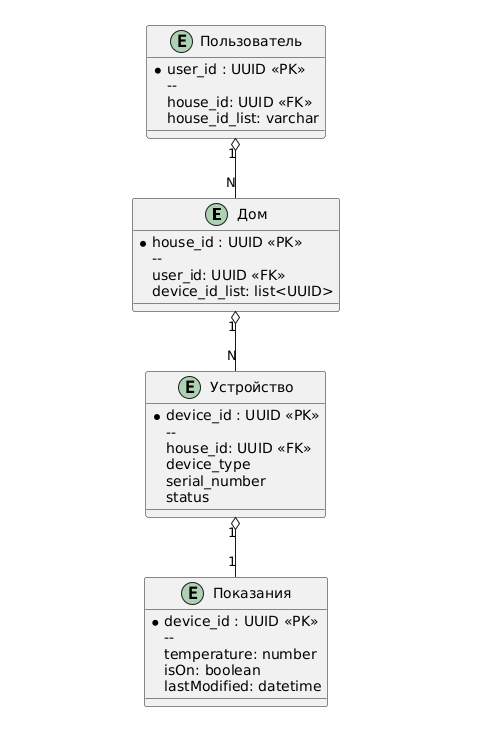 E Пользователь
user_id : UUID «PK»
--
house_id: UUID «FK»
house_id_list: varchar
1
N
E Дом
house_id : UUID «PK»
--
user_id: UUID «FK»
device_id_list: list<UUID>
1
N
E Устройство
device_id : UUID «PK»
--
house_id: UUID «FK»
device_type
serial_number
status
1
1
E Показания
device_id : UUID «PK»
--
temperature: number
isOn: boolean
lastModified: datetime